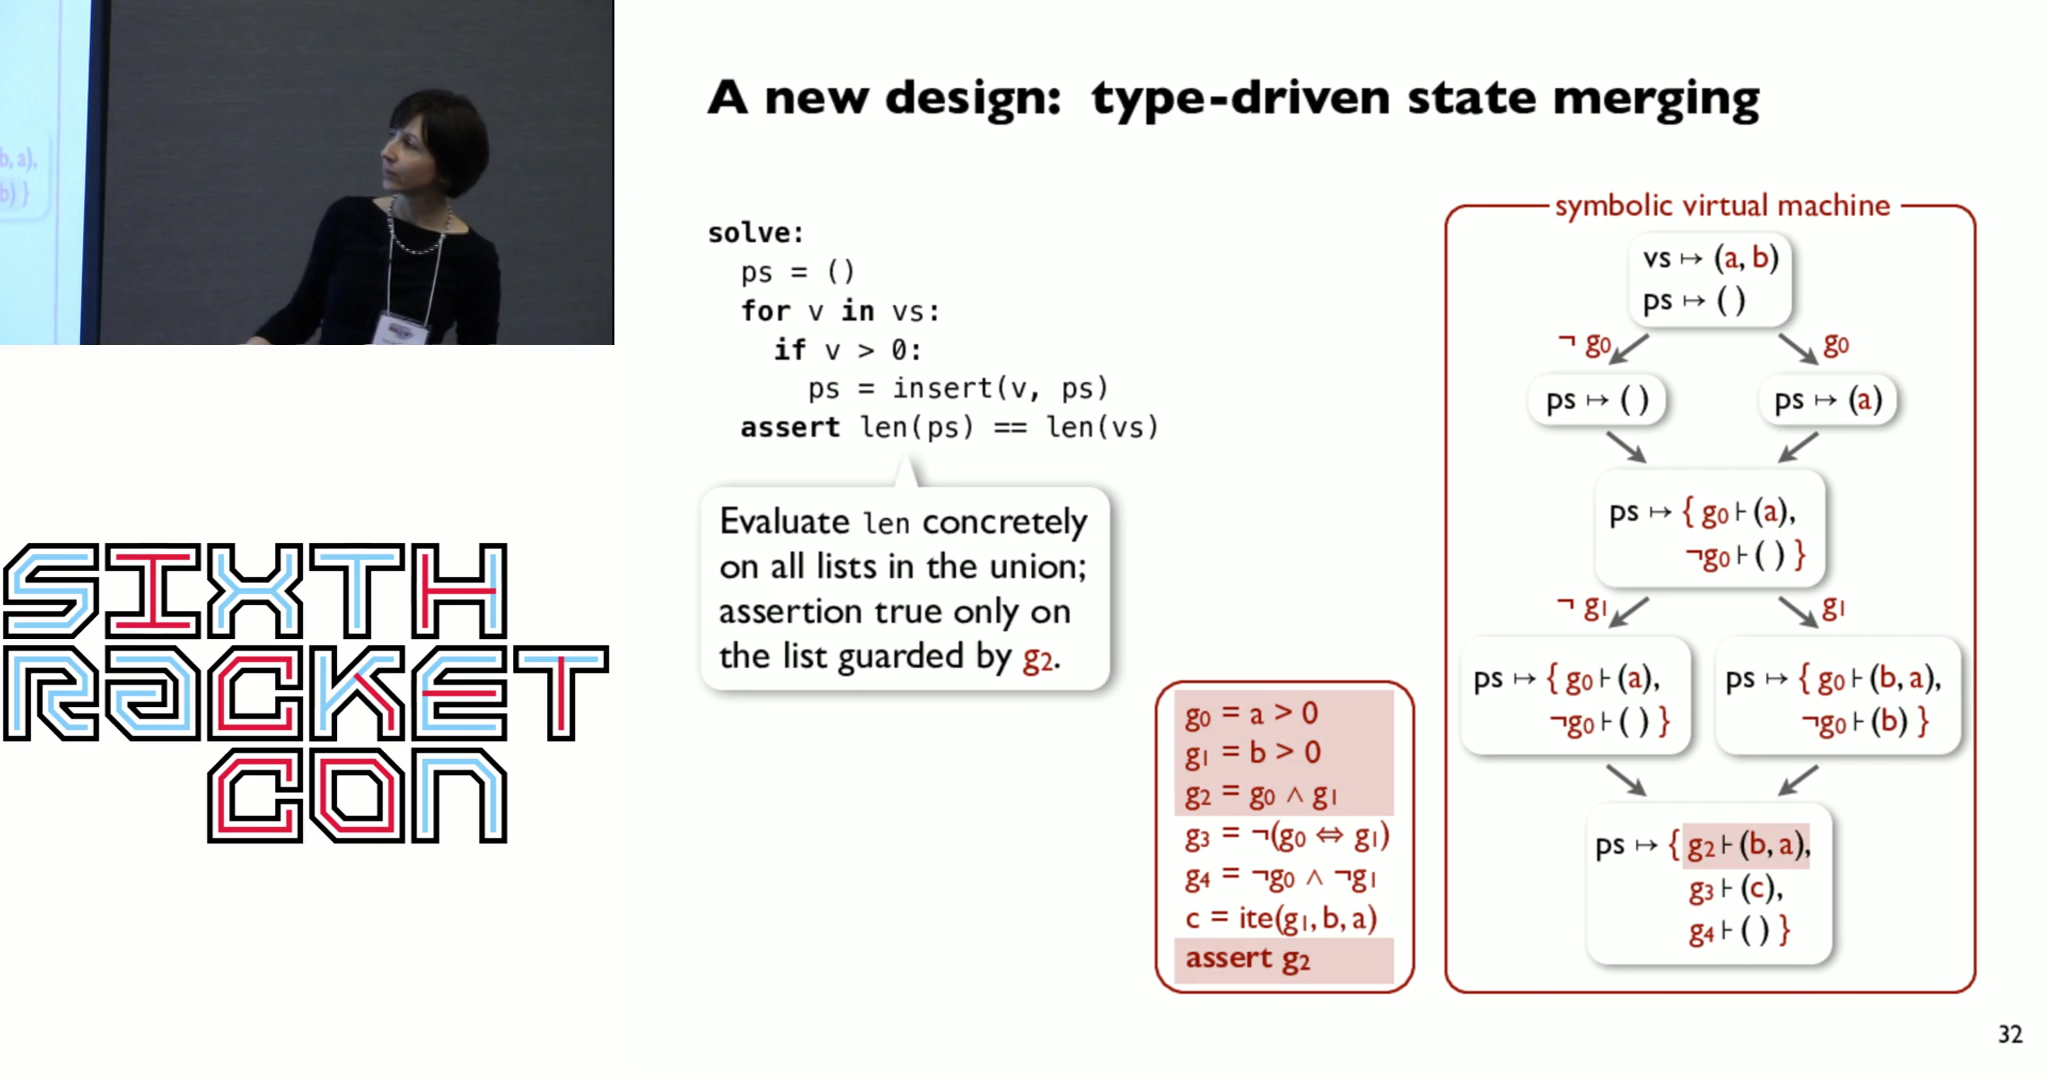 b, a),
b) }
SIXTH
RACKET
CON
A new design: type-driven state merging
solve:
ps = ()
for v in vs:
if v > 0:
ps = insert(v, ps)
assert len(ps) == len(vs)
Evaluate len concretely
on all lists in the union;
assertion true only on
the list guarded by g2.
g0 = a > 0
g1 = b > 0
g2 = g0 ∧ g1
g3 = ¬(g0 ⇔ g1)
g4 = ¬g0 ∧ ¬g1
c = ite(g1, b, a)
assert g2
symbolic virtual machine
vs ↦ (a, b)
ps ↦ ( )
¬ g0
g0
ps ↦ ( )
ps ↦ (a)
ps ↦ { g0 ⊦ (a),
¬g0 ⊦ ( ) }
¬ g1
g1
ps ↦ { g0 ⊦ (a),
¬g0 ⊦ ( ) }
ps ↦ { g0 ⊦ (b, a),
¬g0 ⊦ (b) }
ps ↦ { g2 ⊦ (b, a),
g3 ⊦ (c),
g4 ⊦ ( ) }
32